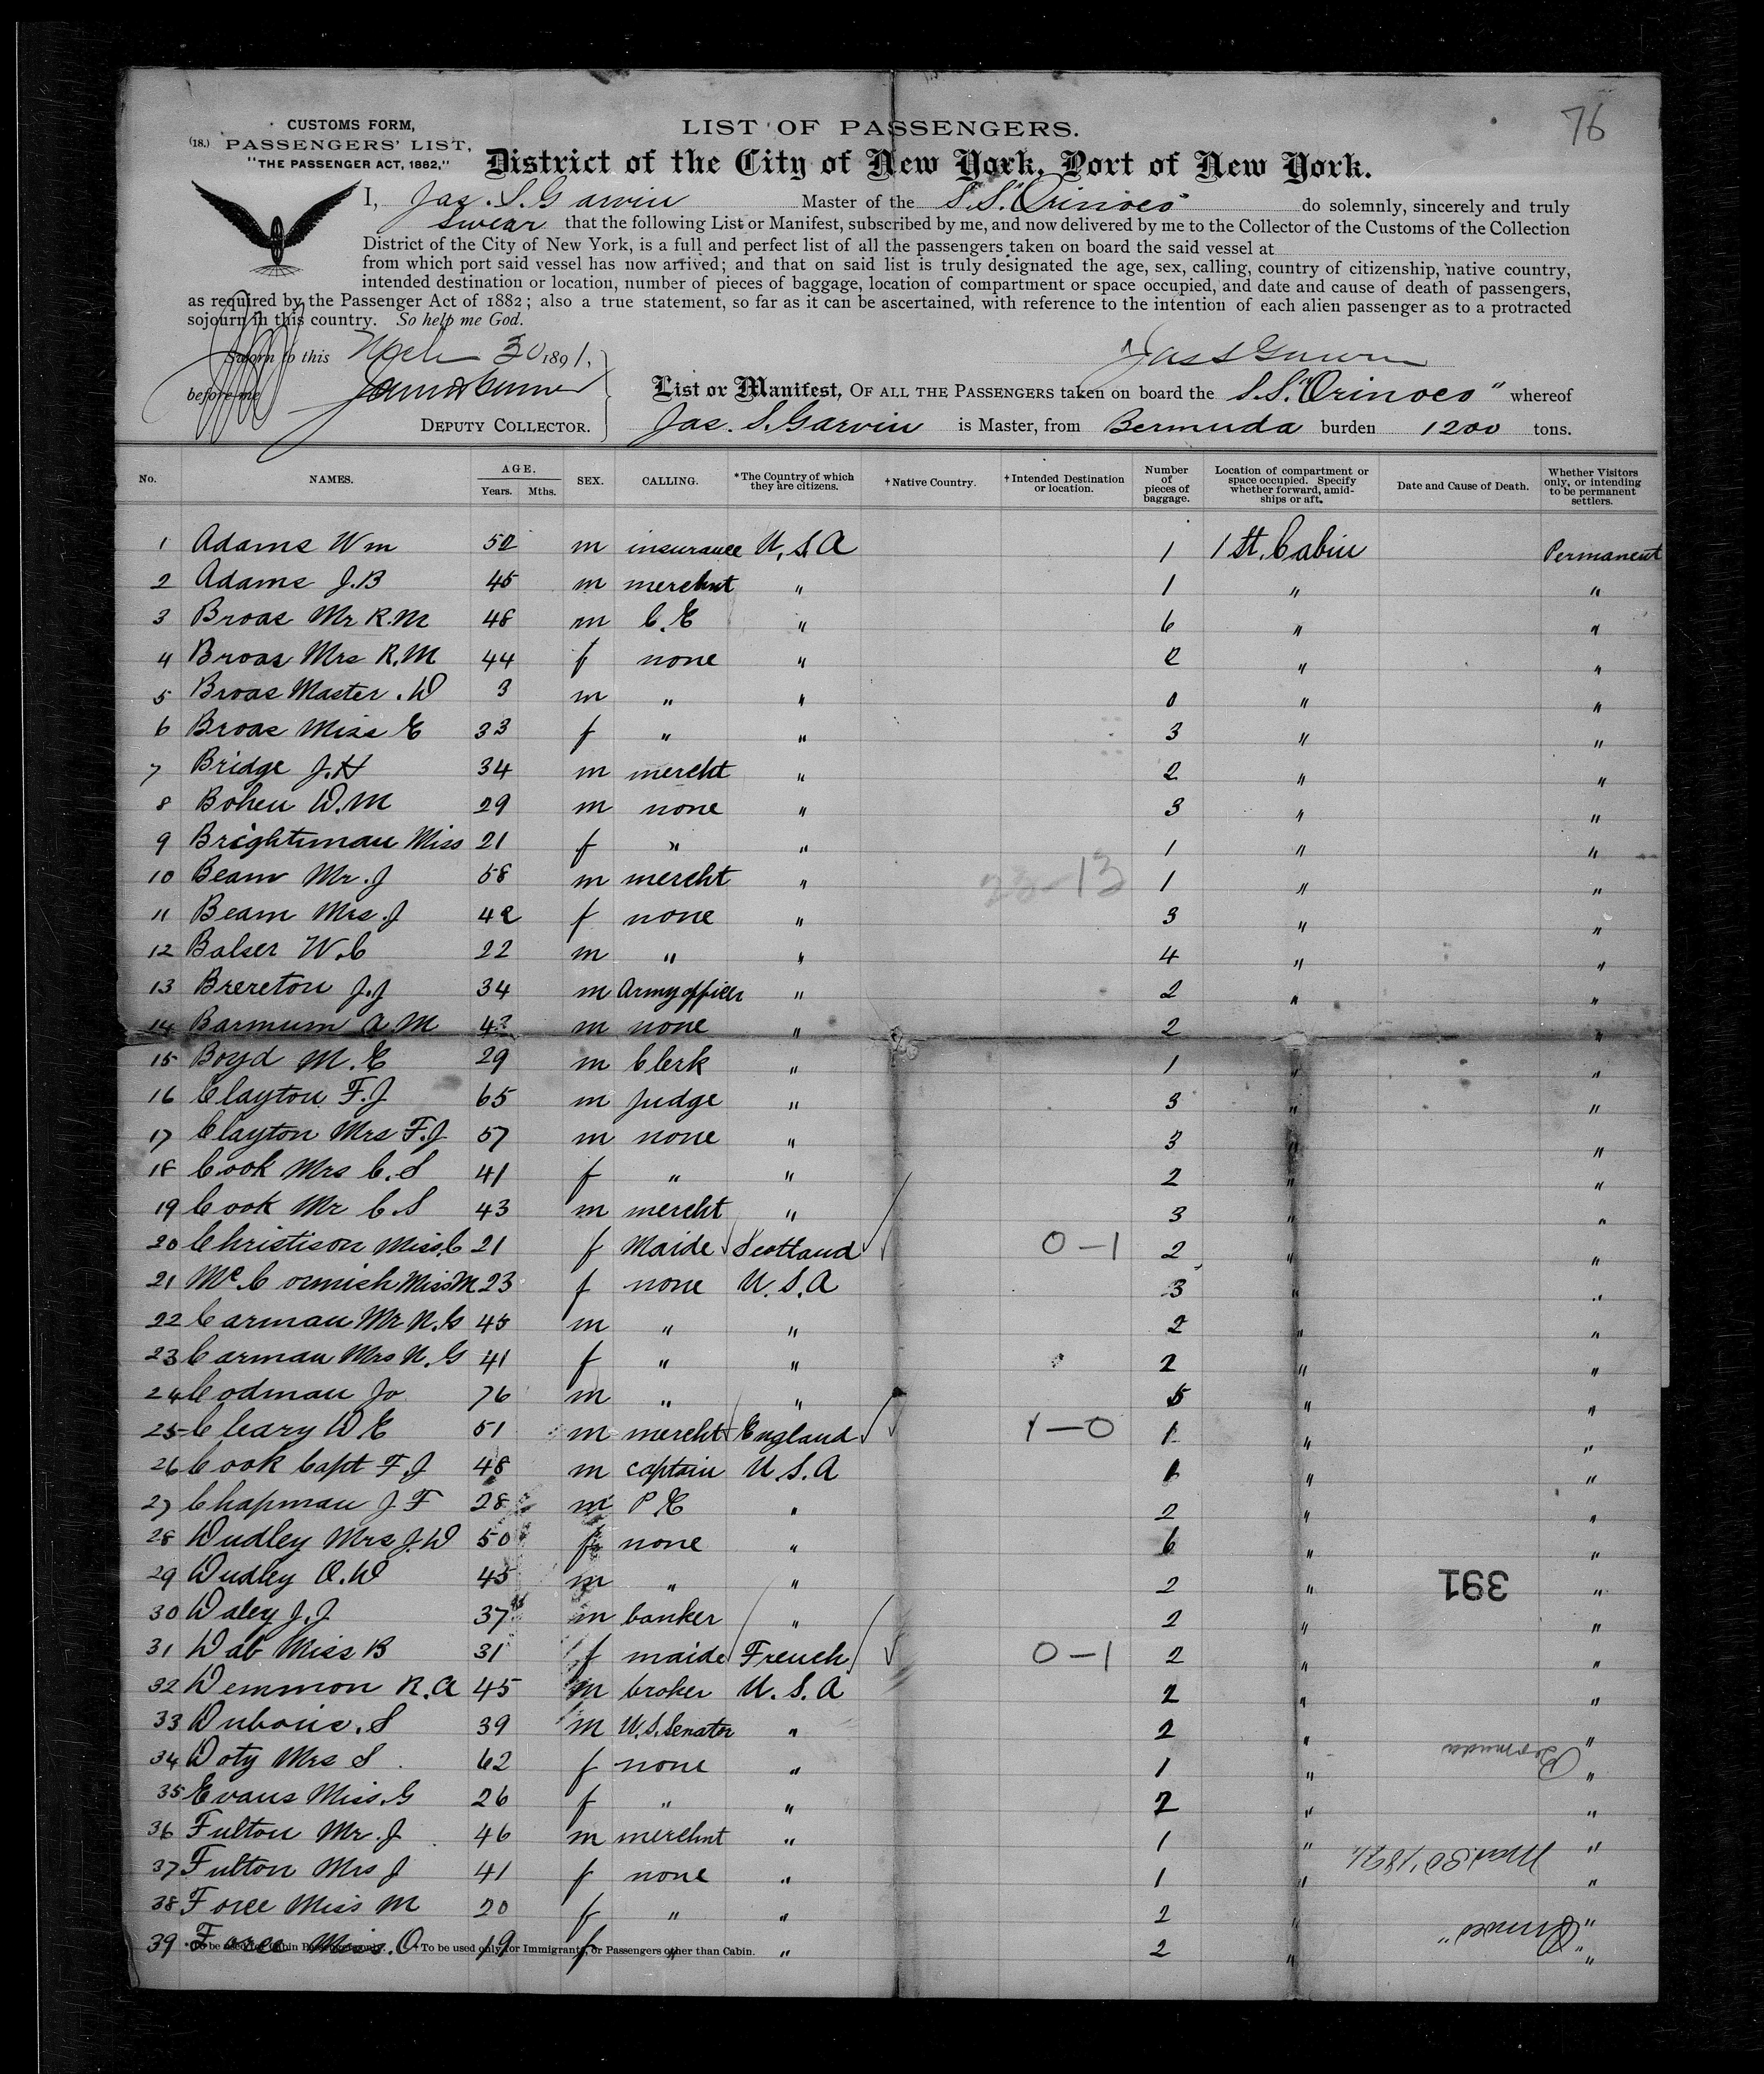 76
CUSTOMS FORM,
(18.) PASSENGERS' LIST,
"THE PASSENGER ACT, 1882,"
LIST OF PASSENGERS.
District of the City of New York, Port of New York.
I, Jas. S. Garvin Master of the S.S. "Orinoco" do solemnly, sincerely and truly
swear that the following List or Manifest, subscribed by me, and now delivered by me to the Collector of the Customs of the Collection
District of the City of New York, is a full and perfect list of all the passengers taken on board the said vessel at
from which port said vessel has now arrived; and that on said list is truly designated the age, sex, calling, country of citizenship, native country,
intended destination or location, number of pieces of baggage, location of compartment or space occupied, and date and cause of death of passengers,
as required by the Passenger Act of 1882; also a true statement, so far as it can be ascertained, with reference to the intention of each alien passenger as to a protracted
sojourn in this country. So help me God.
Sworn to this Mch 30 1891,
Jas S Garvin
before me
DEPUTY COLLECTOR.
List or Manifest, OF ALL THE PASSENGERS taken on board the S.S. "Orinoco" whereof
Jas. S. Garvin is Master, from Bermuda burden 1200 tons.
No. NAMES. AGE. Years. Mths. SEX. CALLING. *The Country of which they are citizens. †Native Country. †Intended Destination or location. Number of pieces of baggage. Location of compartment or space occupied. Specify whether forward, amidships or aft. Date and Cause of Death. Whether Visitors only, or intending to be permanent settlers.
1 Adams Wm 52 m insurance U.S.A 1 1 St. Cabin Permanent
2 Adams J.B 45 m merchnt " 1 " "
3 Broas Mr R.M 48 m C.E " 6 " "
4 Broas Mrs R.M 44 f none " 2 " "
5 Broas Master .W 3 m " " 0 " "
6 Broas Miss E 33 f " " 3 " "
7 Bridge J.H 34 m mercht " 2 " "
8 Bohen W.M 29 m none " 3 " "
9 Brightman Miss 21 f " " 1 " "
10 Beam Mr. J 58 m mercht " 23-13 1 " "
11 Beam Mrs. J 42 f none " 3 " "
12 Balser W.C 22 m " " 4 " "
13 Brereton J.J 34 m Army officer " 2 " "
14 Barmum A M 43 m none " 2 " "
15 Boyd M.E 29 m Clerk " 1 " "
16 Clayton F.J 65 m judge " 3 " "
17 Clayton Mrs F.J 57 m none " 3 " "
18 Cook Mrs C.S 41 f " " 2 " "
19 Cook Mr C.S 43 m mercht " 3 " "
20 Christison Miss.C 21 f Maide Scotland 0-1 2 " "
21 Mc Cormich Miss M 23 f none U.S.A 3 " "
22 Carman Mr N.G 45 m " " 2 " "
23 Carman Mrs N.G 41 f " " 2 " "
24 Codman Jo 76 m " " 5 " "
25 Cleary W E 51 m mercht England 1-0 1 " "
26 Cook Capt F.J 48 m captain U.S.A 1 " "
27 Chapman J F 28 m P E " 2 " "
28 Dudley Mrs J.W 50 f none " 6 " "
29 Dudley O.W 45 m " " 2 " "
391
30 Daley J.J 37 m banker " 2 " "
31 Dab Miss B 31 f maide French 0-1 2 " "
32 Demmon R.A 45 m broker U.S.A 2 " "
33 Dubois. S 39 m U.S. Senator " 2 " "
34 Doty Mrs S 62 f none " 1 " "
Bermuda
35 Evans Miss.G 26 f " " 2 " "
36 Fulton Mr. J 46 m merchnt " 1 " "
Mar. 30, 1891
37 Fulton Mrs J 41 f none " 1 " "
38 Force Miss M 20 f " " 2 " "
"Orinoco"
39 Force Miss. O 19 f " " 2 " "
*To be used for Cabin Passengers only. †To be used only for Immigrants, or Passengers other than Cabin.